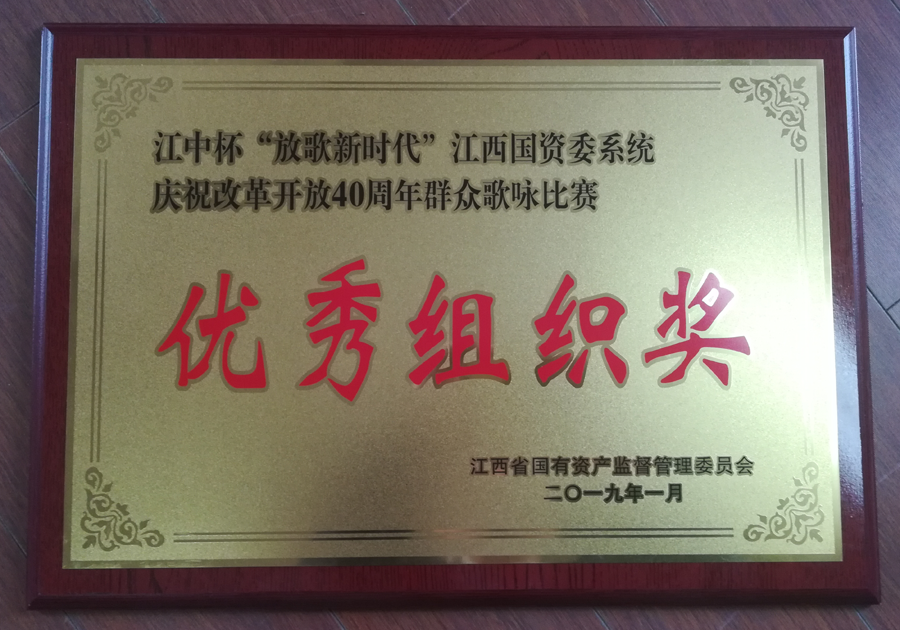 江中杯“放歌新时代”江西国资委系统
庆祝改革开放40周年群众歌咏比赛
优秀组织奖
江西省国有资产监督管理委员会
二〇一九年一月